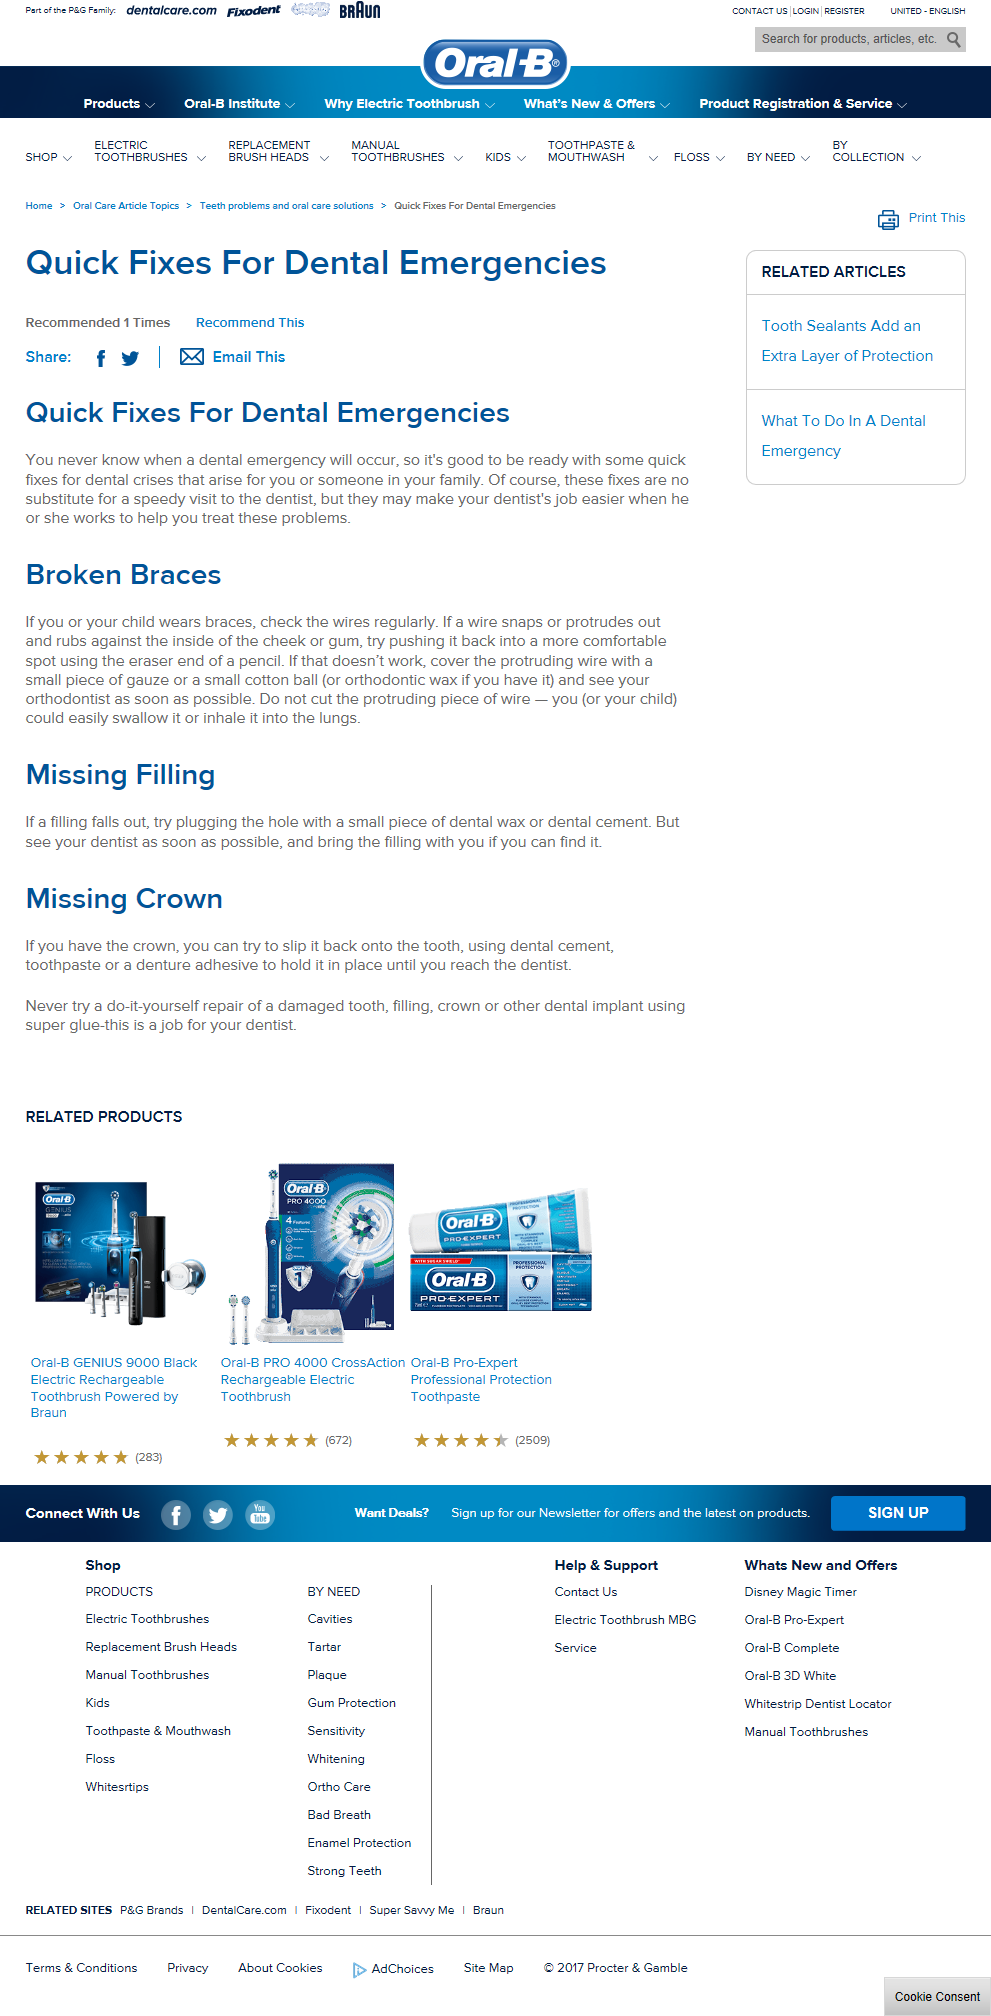 Part of the P&G Family: dentalcare.com Fixodent BRAUN
CONTACT US | LOGIN | REGISTER UNITED - ENGLISH
Search for products, articles, etc.
Oral-B®
Products Oral-B Institute Why Electric Toothbrush What's New & Offers Product Registration & Service
SHOP
ELECTRIC
TOOTHBRUSHES
REPLACEMENT
BRUSH HEADS
MANUAL
TOOTHBRUSHES
KIDS
TOOTHPASTE &
MOUTHWASH
FLOSS
BY NEED
BY
COLLECTION
Home > Oral Care Article Topics > Teeth problems and oral care solutions > Quick Fixes For Dental Emergencies
Print This
Quick Fixes For Dental Emergencies
Recommended 1 Times Recommend This
Share: Email This
RELATED ARTICLES
Tooth Sealants Add an
Extra Layer of Protection
What To Do In A Dental
Emergency
Quick Fixes For Dental Emergencies
You never know when a dental emergency will occur, so it's good to be ready with some quick
fixes for dental crises that arise for you or someone in your family. Of course, these fixes are no
substitute for a speedy visit to the dentist, but they may make your dentist's job easier when he
or she works to help you treat these problems.
Broken Braces
If you or your child wears braces, check the wires regularly. If a wire snaps or protrudes out
and rubs against the inside of the cheek or gum, try pushing it back into a more comfortable
spot using the eraser end of a pencil. If that doesn't work, cover the protruding wire with a
small piece of gauze or a small cotton ball (or orthodontic wax if you have it) and see your
orthodontist as soon as possible. Do not cut the protruding piece of wire — you (or your child)
could easily swallow it or inhale it into the lungs.
Missing Filling
If a filling falls out, try plugging the hole with a small piece of dental wax or dental cement. But
see your dentist as soon as possible, and bring the filling with you if you can find it.
Missing Crown
If you have the crown, you can try to slip it back onto the tooth, using dental cement,
toothpaste or a denture adhesive to hold it in place until you reach the dentist.
Never try a do-it-yourself repair of a damaged tooth, filling, crown or other dental implant using
super glue-this is a job for your dentist.
RELATED PRODUCTS
Oral-B
GENIUS
Oral-B
PRO 4000
4 Features
1
Oral-B
PRO-EXPERT
PROFESSIONAL
PROTECTION
Oral-B
PRO-EXPERT
PROFESSIONAL
PROTECTION
Oral-B GENIUS 9000 Black
Electric Rechargeable
Toothbrush Powered by
Braun
(283)
Oral-B PRO 4000 CrossAction
Rechargeable Electric
Toothbrush
(672)
Oral-B Pro-Expert
Professional Protection
Toothpaste
(2509)
Connect With Us You Tube Want Deals? Sign up for our Newsletter for offers and the latest on products. SIGN UP
Shop
PRODUCTS
Electric Toothbrushes
Replacement Brush Heads
Manual Toothbrushes
Kids
Toothpaste & Mouthwash
Floss
Whitesrtips
BY NEED
Cavities
Tartar
Plaque
Gum Protection
Sensitivity
Whitening
Ortho Care
Bad Breath
Enamel Protection
Strong Teeth
Help & Support
Contact Us
Electric Toothbrush MBG
Service
Whats New and Offers
Disney Magic Timer
Oral-B Pro-Expert
Oral-B Complete
Oral-B 3D White
Whitestrip Dentist Locator
Manual Toothbrushes
RELATED SITES P&G Brands | DentalCare.com | Fixodent | Super Savvy Me | Braun
Terms & Conditions Privacy About Cookies AdChoices Site Map © 2017 Procter & Gamble
Cookie Consent